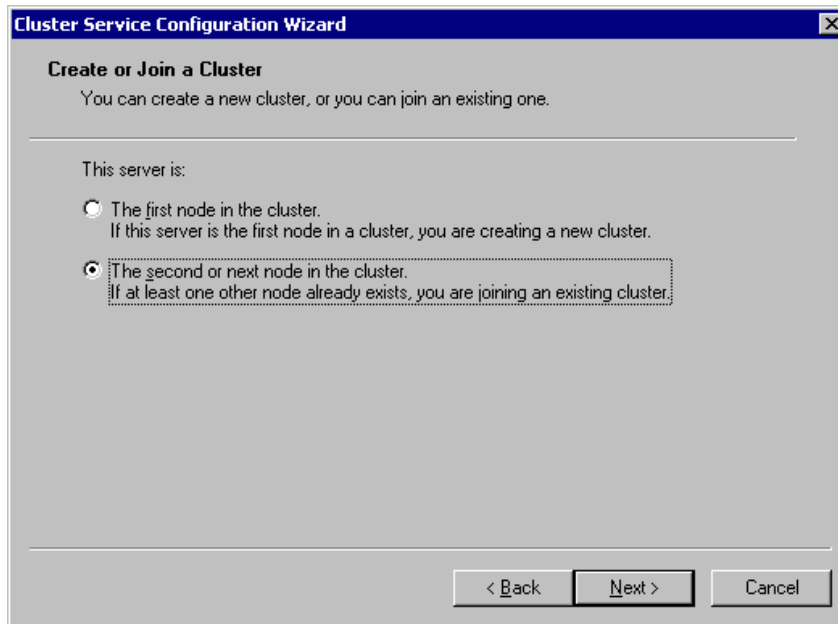 Cluster Service Configuration Wizard
Create or Join a Cluster
You can create a new cluster, or you can join an existing one.
This server is:
The first node in the cluster.
If this server is the first node in a cluster, you are creating a new cluster.
The second or next node in the cluster.
If at least one other node already exists, you are joining an existing cluster.
< Back
Next >
Cancel